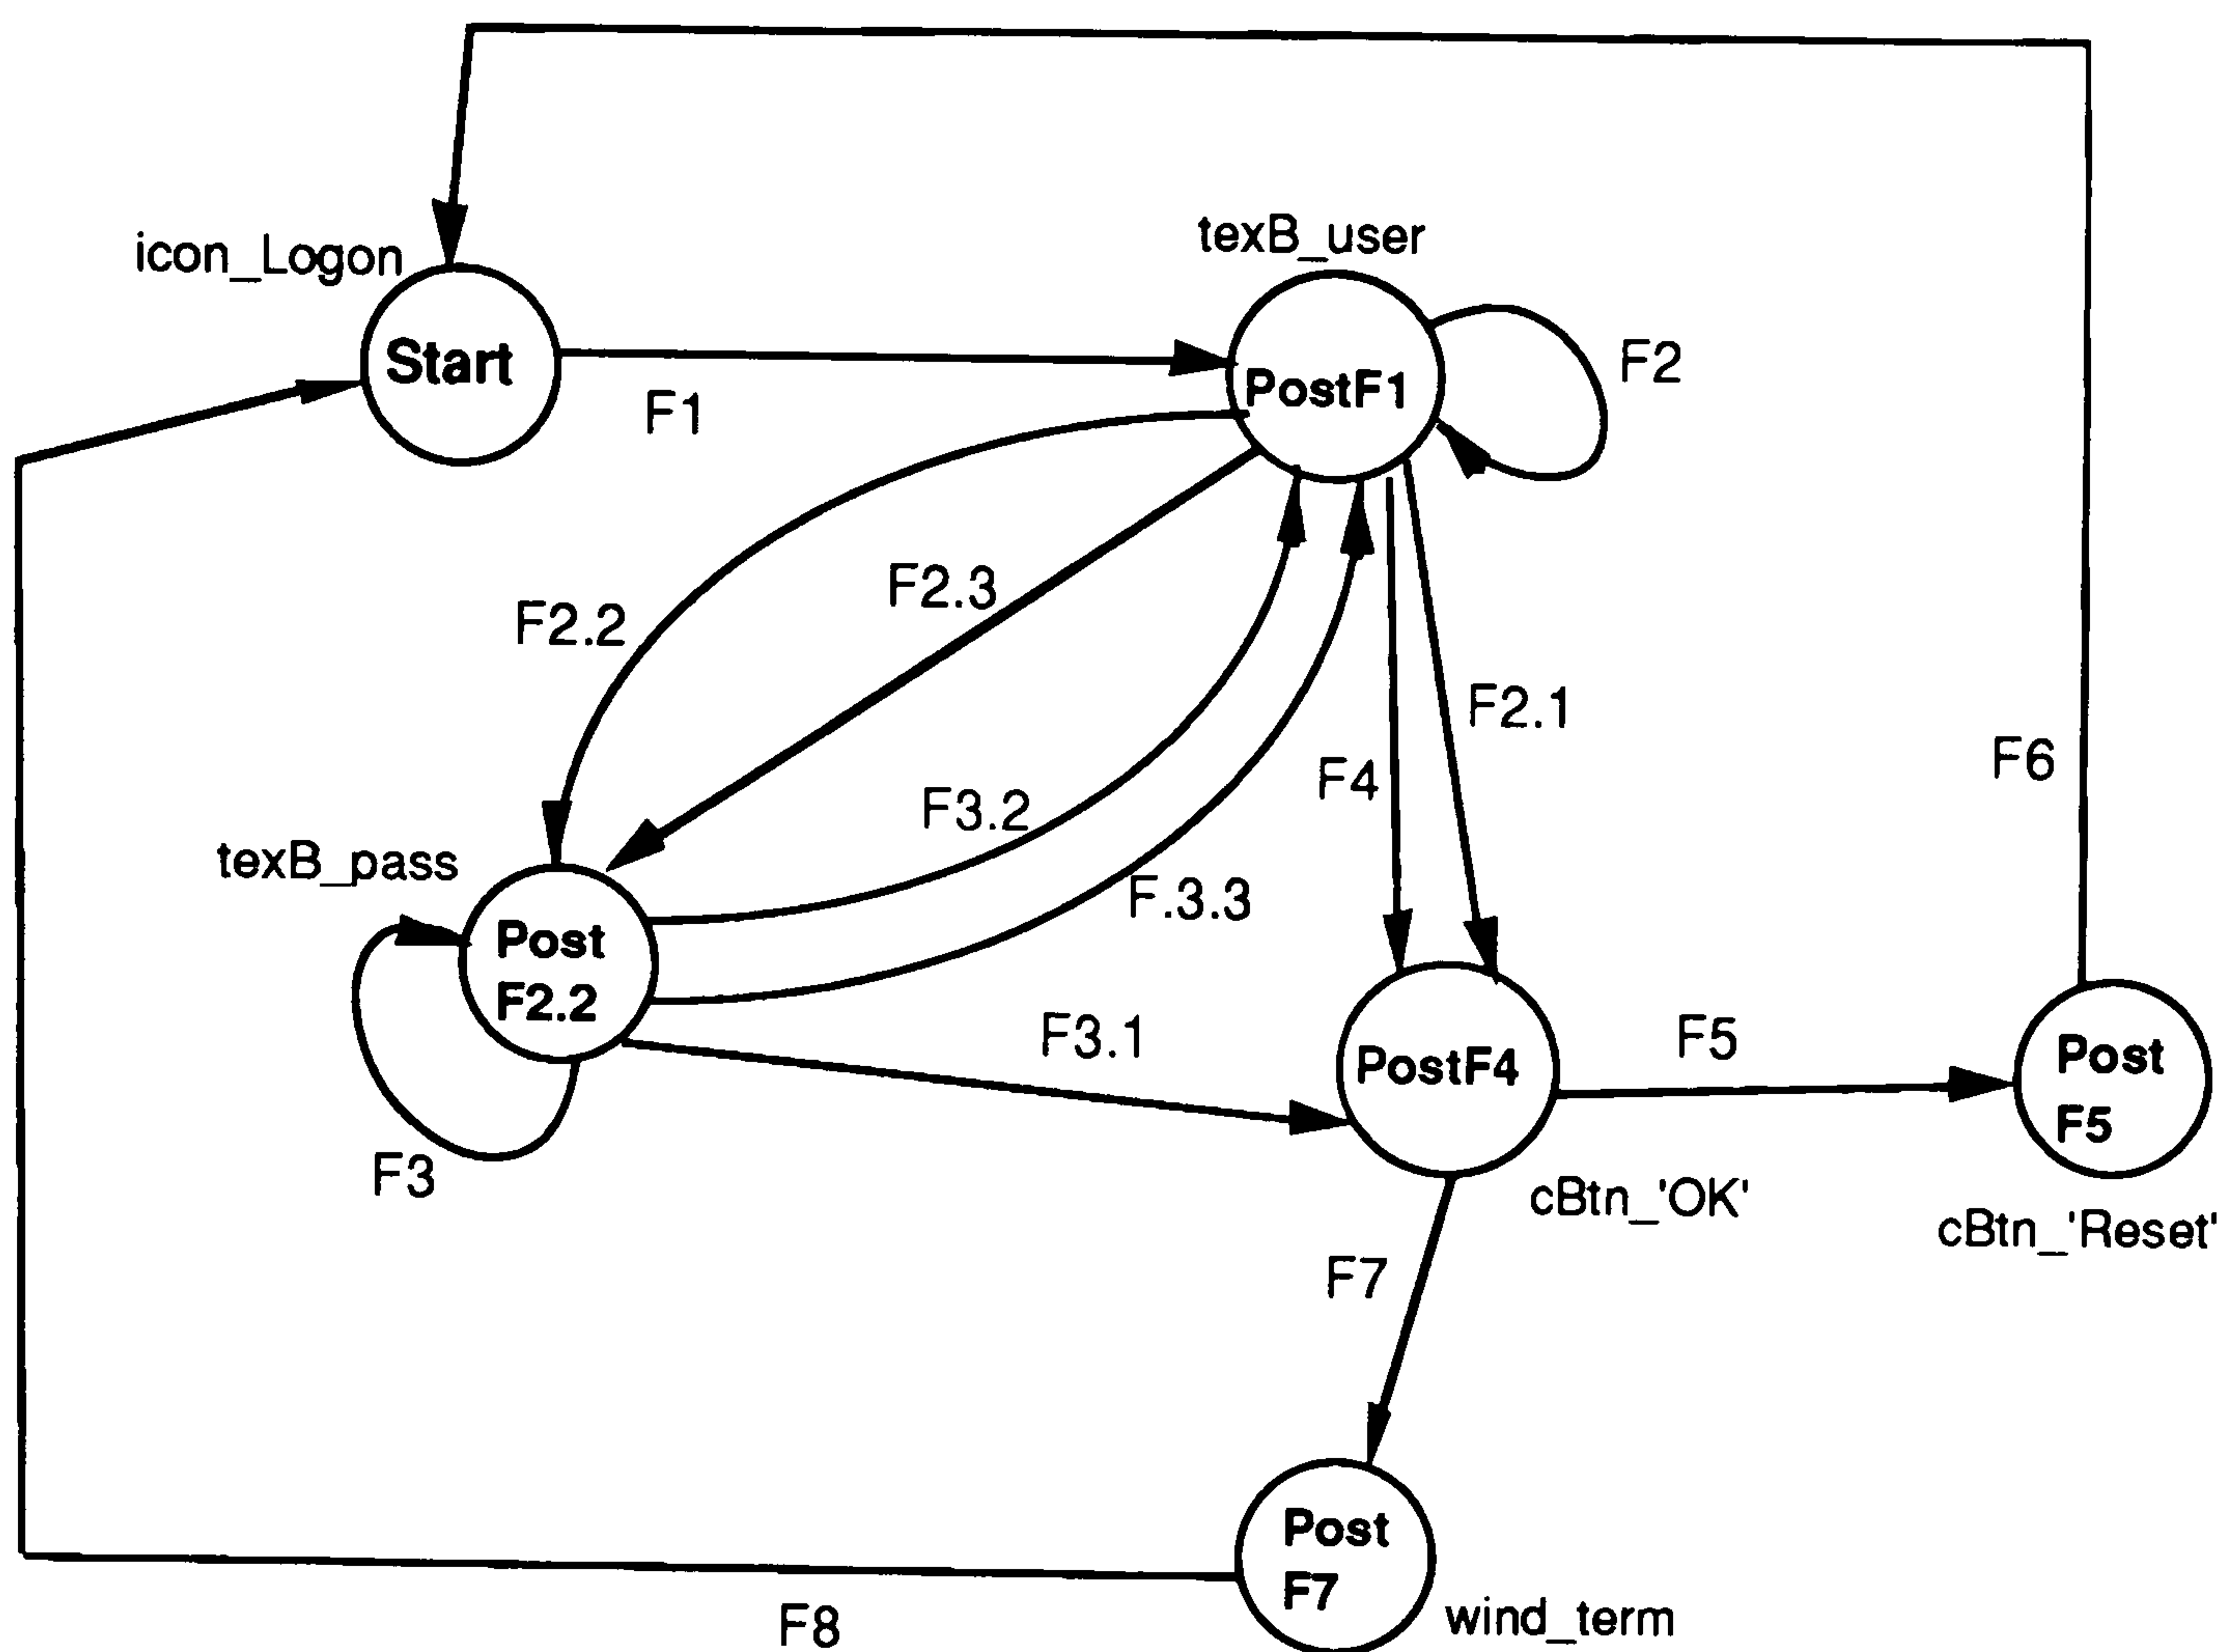 icon_Logon
texB_user
Start
PostF1
F2
F1
F2.3
F2.2
F2.1
F4
F6
F3.2
texB_pass
F.3.3
Post
F2.2
F3.1
F5
PostF4
Post
F5
F3
cBtn_'OK'
cBtn_'Reset'
F7
Post
F7
F8
wind_term